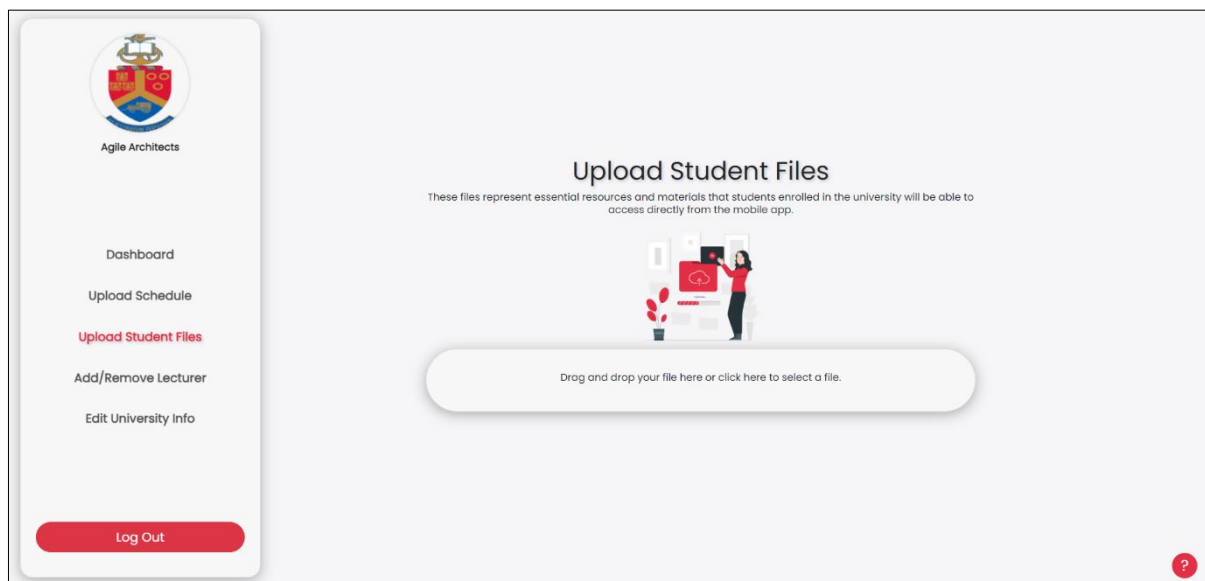 Agile Architects
Dashboard
Upload Schedule
Upload Student Files
Add/Remove Lecturer
Edit University Info
Log Out
Upload Student Files
These files represent essential resources and materials that students enrolled in the university will be able to
access directly from the mobile app.
Drag and drop your file here or click here to select a file.
?